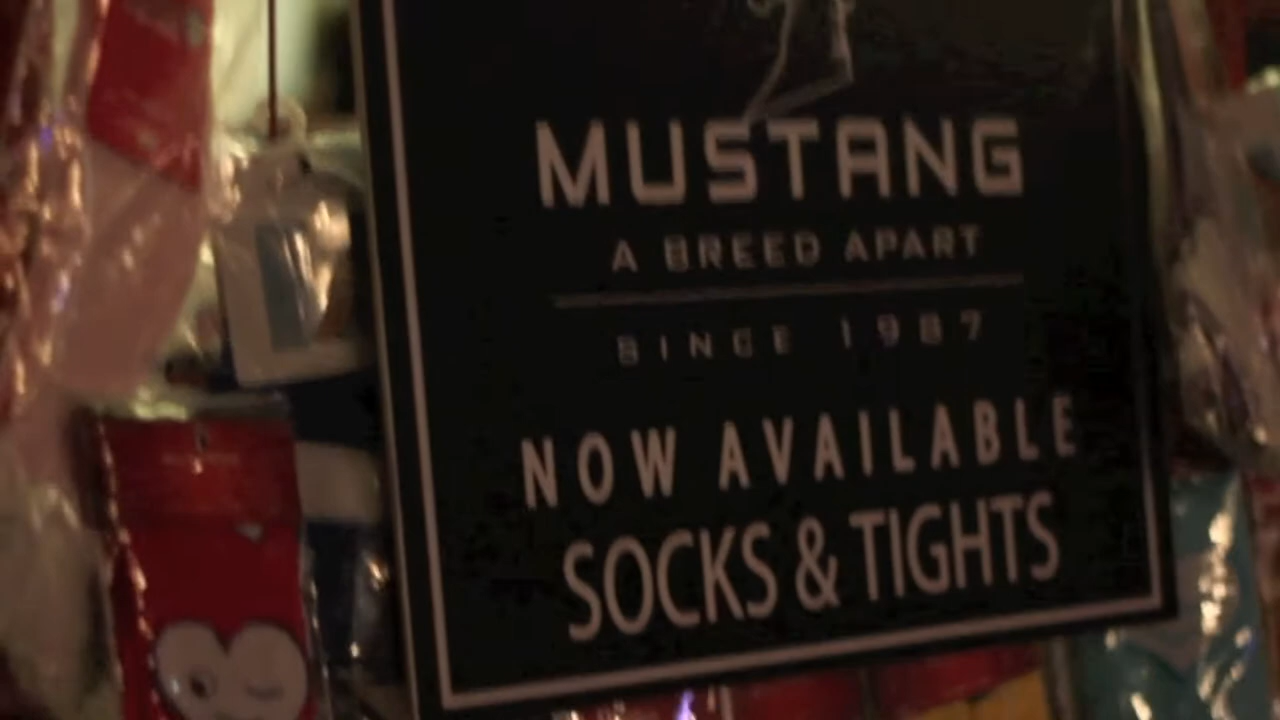 MUSTANG
A BREED APART
SINCE 1987
NOW AVAILABLE
SOCKS & TIGHTS